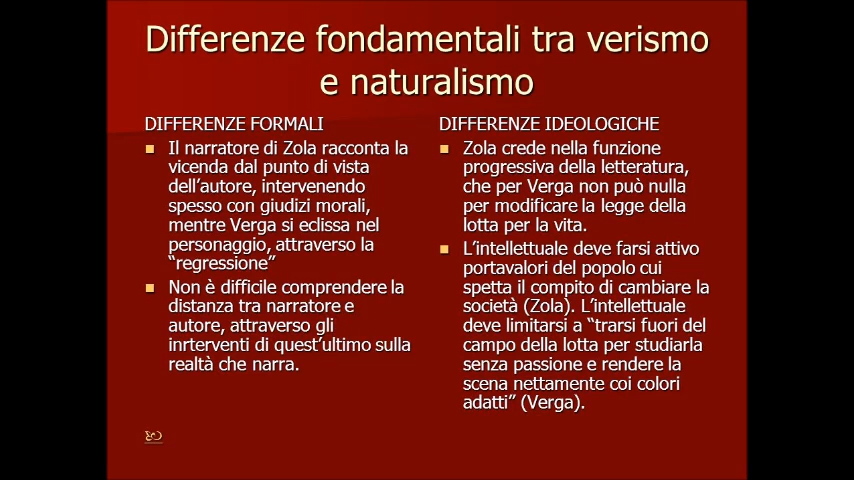 Differenze fondamentali tra verismo
e naturalismo
DIFFERENZE FORMALI
Il narratore di Zola racconta la
vicenda dal punto di vista
dell'autore, intervenendo
spesso con giudizi morali,
mentre Verga si eclissa nel
personaggio, attraverso la
“regressione”
Non è difficile comprendere la
distanza tra narratore e
autore, attraverso gli
inrterventi di quest'ultimo sulla
realtà che narra.
DIFFERENZE IDEOLOGICHE
Zola crede nella funzione
progressiva della letteratura,
che per Verga non può nulla
per modificare la legge della
lotta per la vita.
L'intellettuale deve farsi attivo
portavalori del popolo cui
spetta il compito di cambiare la
società (Zola). L'intellettuale
deve limitarsi a “trarsi fuori del
campo della lotta per studiarla
senza passione e rendere la
scena nettamente coi colori
adatti” (Verga).